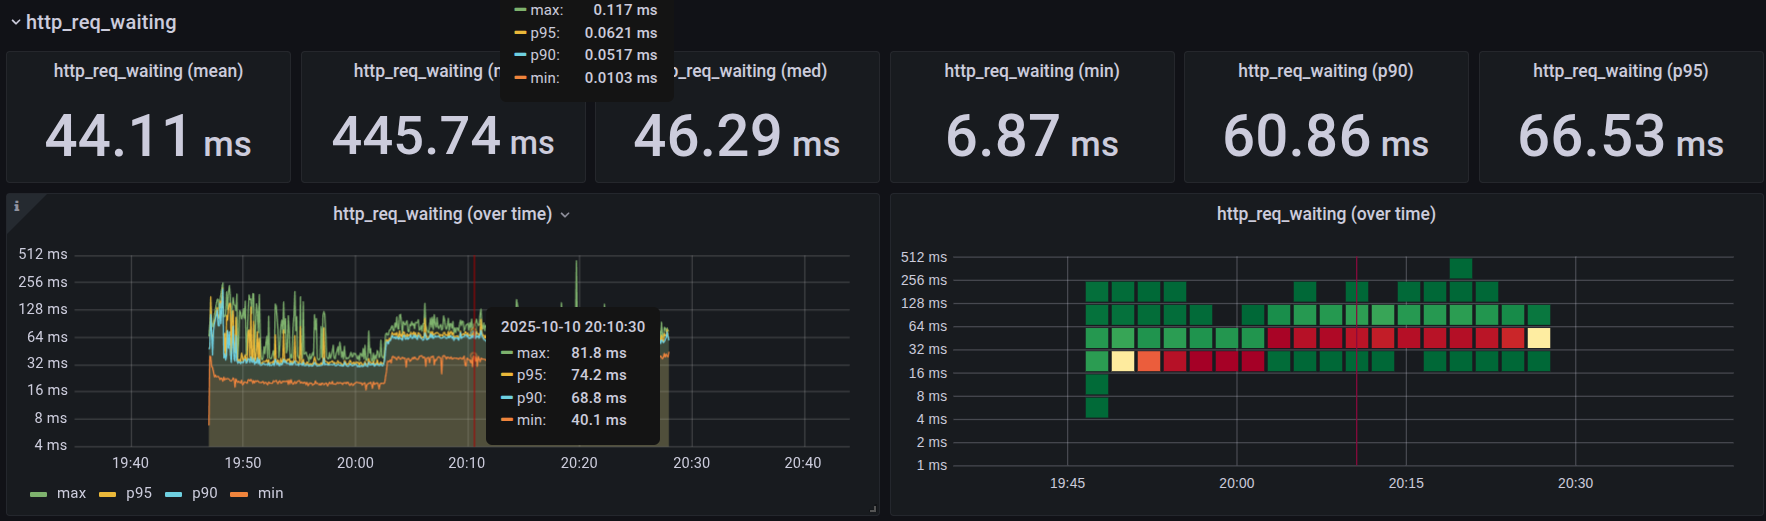 http_req_waiting
max: 0.117 ms
p95: 0.0621 ms
p90: 0.0517 ms
min: 0.0103 ms
http_req_waiting (mean)
44.11 ms
http_req_waiting (
445.74 ms
_req_waiting (med)
46.29 ms
http_req_waiting (min)
6.87 ms
http_req_waiting (p90)
60.86 ms
http_req_waiting (p95)
66.53 ms
i
http_req_waiting (over time)
512 ms
256 ms
128 ms
64 ms
32 ms
16 ms
8 ms
4 ms
19:40 19:50 20:00 20:10 20:20 20:30 20:40
2025-10-10 20:10:30
max: 81.8 ms
p95: 74.2 ms
p90: 68.8 ms
min: 40.1 ms
max p95 p90 min
http_req_waiting (over time)
512 ms
256 ms
128 ms
64 ms
32 ms
16 ms
8 ms
4 ms
2 ms
1 ms
19:45 20:00 20:15 20:30